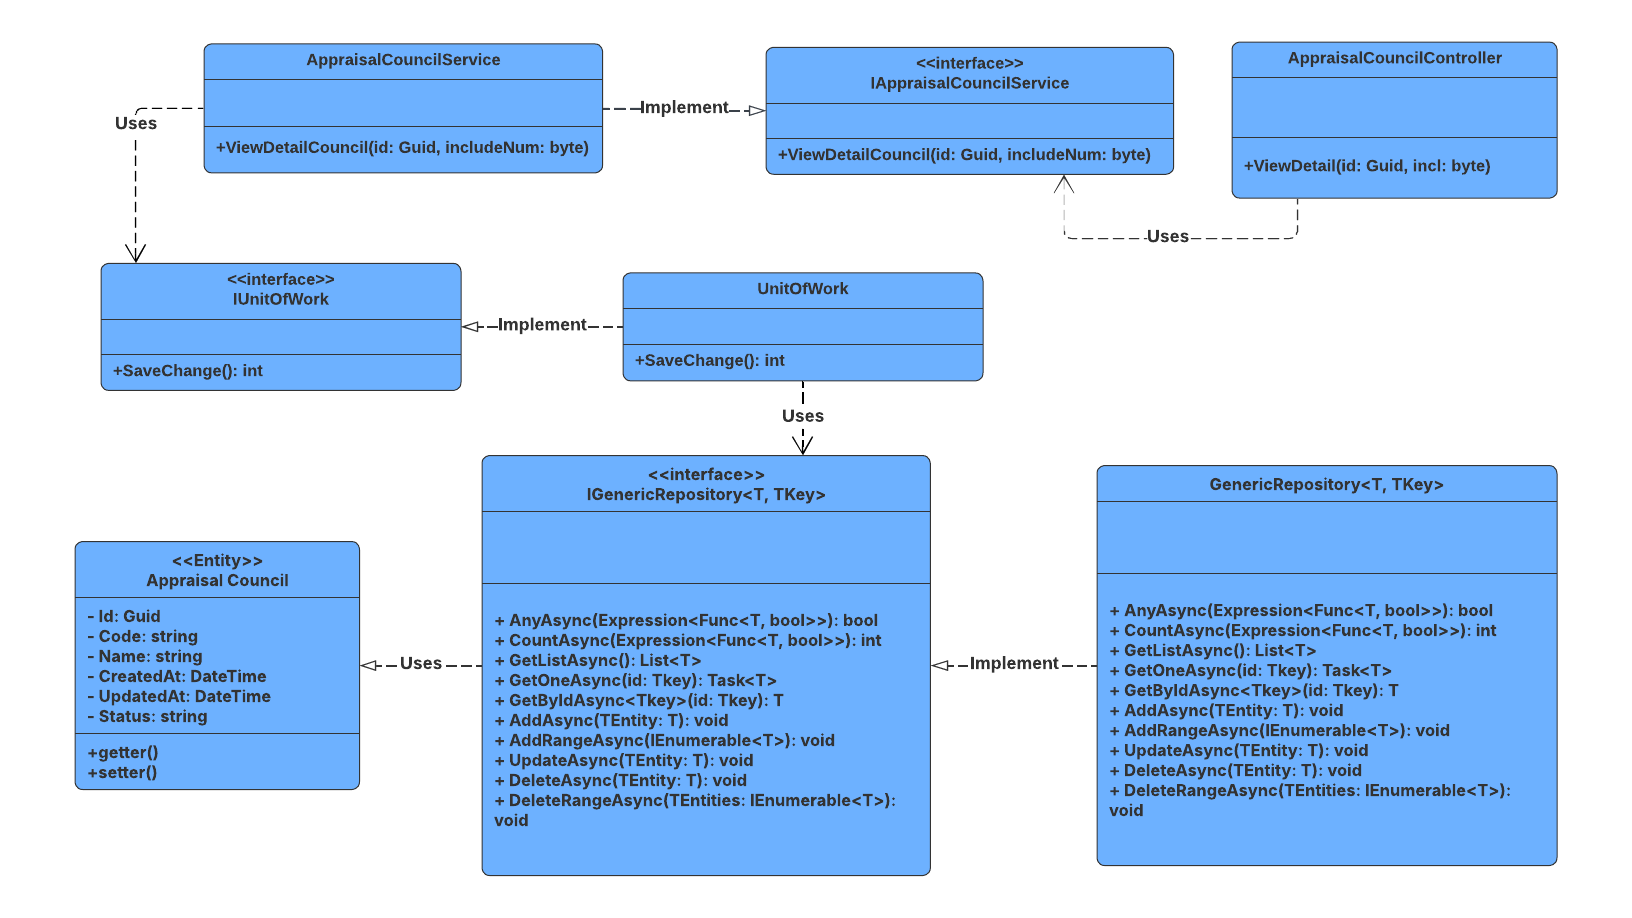 AppraisalCouncilService
+ViewDetailCouncil(id: Guid, includeNum: byte)
Implement
<<interface>>
IAppraisalCouncilService
+ViewDetailCouncil(id: Guid, includeNum: byte)
AppraisalCouncilController
+ViewDetail(id: Guid, incl: byte)
Uses
Uses
<<interface>>
IUnitOfWork
+SaveChange(): int
Implement
UnitOfWork
+SaveChange(): int
Uses
<<Entity>>
Appraisal Council
- Id: Guid
- Code: string
- Name: string
- CreatedAt: DateTime
- UpdatedAt: DateTime
- Status: string
+getter()
+setter()
Uses
<<interface>>
IGenericRepository<T, TKey>
+ AnyAsync(Expression<Func<T, bool>>): bool
+ CountAsync(Expression<Func<T, bool>>): int
+ GetListAsync(): List<T>
+ GetOneAsync(id: Tkey): Task<T>
+ GetByIdAsync<Tkey>(id: Tkey): T
+ AddAsync(TEntity: T): void
+ AddRangeAsync(IEnumerable<T>): void
+ UpdateAsync(TEntity: T): void
+ DeleteAsync(TEntity: T): void
+ DeleteRangeAsync(TEntities: IEnumerable<T>):
void
Implement
GenericRepository<T, TKey>
+ AnyAsync(Expression<Func<T, bool>>): bool
+ CountAsync(Expression<Func<T, bool>>): int
+ GetListAsync(): List<T>
+ GetOneAsync(id: Tkey): Task<T>
+ GetByIdAsync<Tkey>(id: Tkey): T
+ AddAsync(TEntity: T): void
+ AddRangeAsync(IEnumerable<T>): void
+ UpdateAsync(TEntity: T): void
+ DeleteAsync(TEntity: T): void
+ DeleteRangeAsync(TEntities: IEnumerable<T>):
void